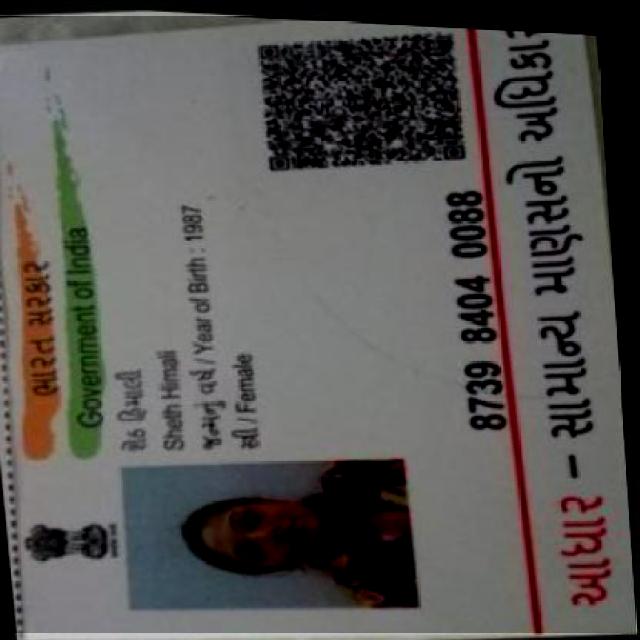 ભારત સરકાર
Government of India
શેઠ હિમાલી
Sheth Himali
જન્મનું વર્ષ / Year of Birth : 1987
સ્ત્રી / Female
8739 8404 0088
આધાર – સામાન્ય માણસનો અધિકાર